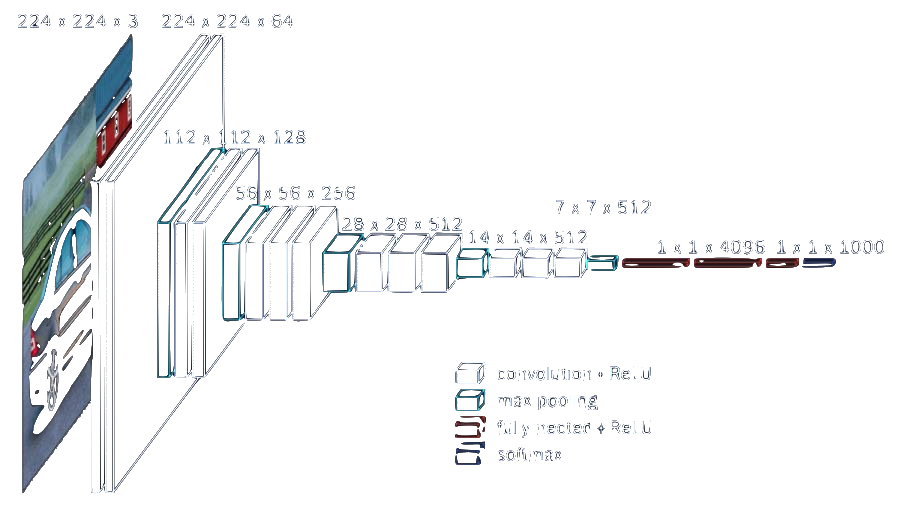 224 x 224 x 3
224 x 224 x 64
112 x 112 x 128
56 x 56 x 256
28 x 28 x 512
14 x 14 x 512
7 x 7 x 512
1 x 1 x 4096
1 x 1 x 1000
convolution + ReLU
max pooling
fully nected + ReLU
softmax